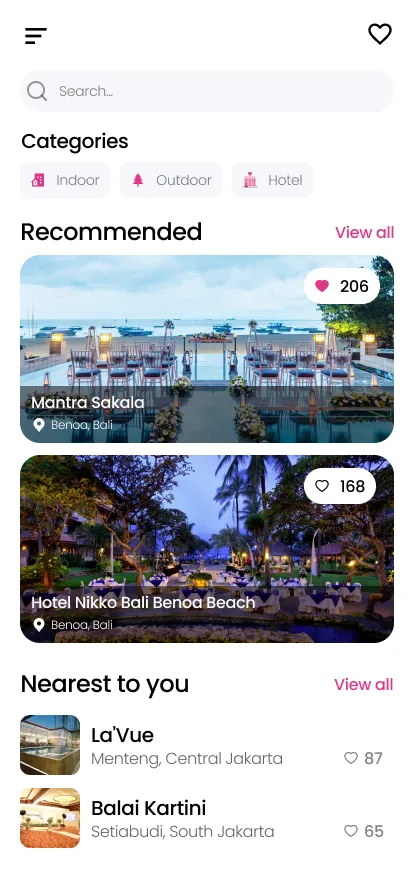 Search...
Categories
Indoor
Outdoor
Hotel
Recommended
View all
206
Mantra Sakala
Benoa, Bali
168
Hotel Nikko Bali Benoa Beach
Benoa, Bali
Nearest to you
View all
La'Vue
Menteng, Central Jakarta
87
Balai Kartini
Setiabudi, South Jakarta
65